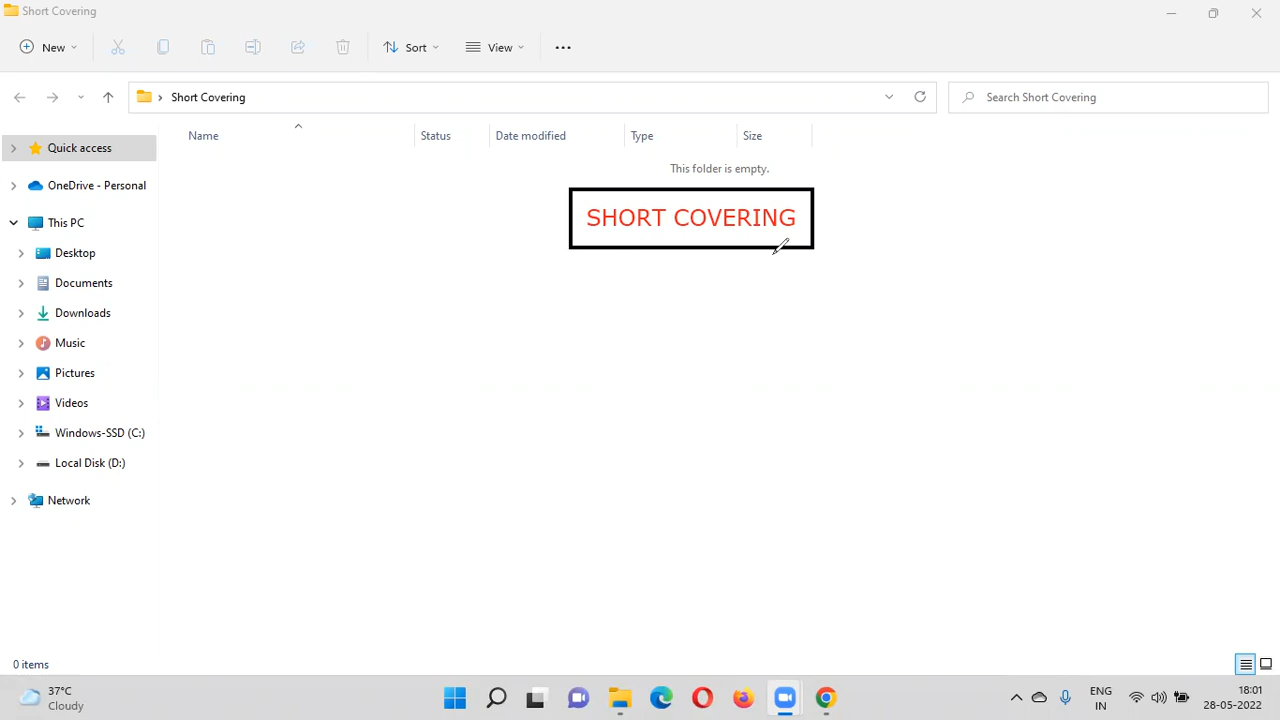 Short Covering
New
Sort
View
Short Covering
Search Short Covering
Name
Status
Date modified
Type
Size
This folder is empty.
SHORT COVERING
Quick access
OneDrive - Personal
This PC
Desktop
Documents
Downloads
Music
Pictures
Videos
Windows-SSD (C:)
Local Disk (D:)
Network
0 items
37°C
Cloudy
ENG
IN
18:01
28-05-2022